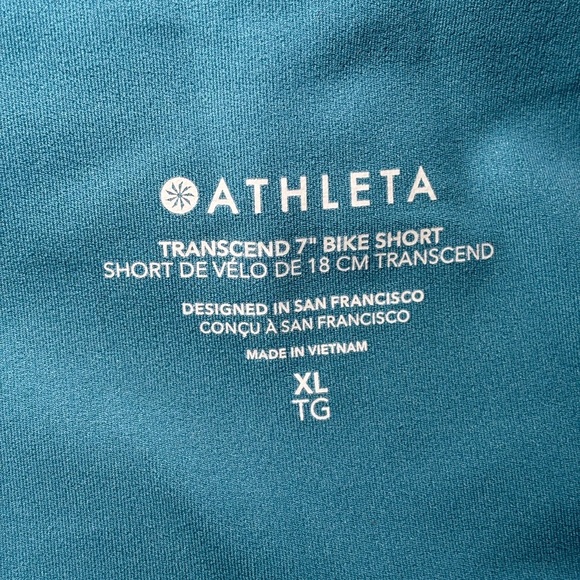 ATHLETA
TRANSCEND 7" BIKE SHORT
SHORT DE VÉLO DE 18 CM TRANSCEND
DESIGNED IN SAN FRANCISCO
CONÇU À SAN FRANCISCO
MADE IN VIETNAM
XL
TG